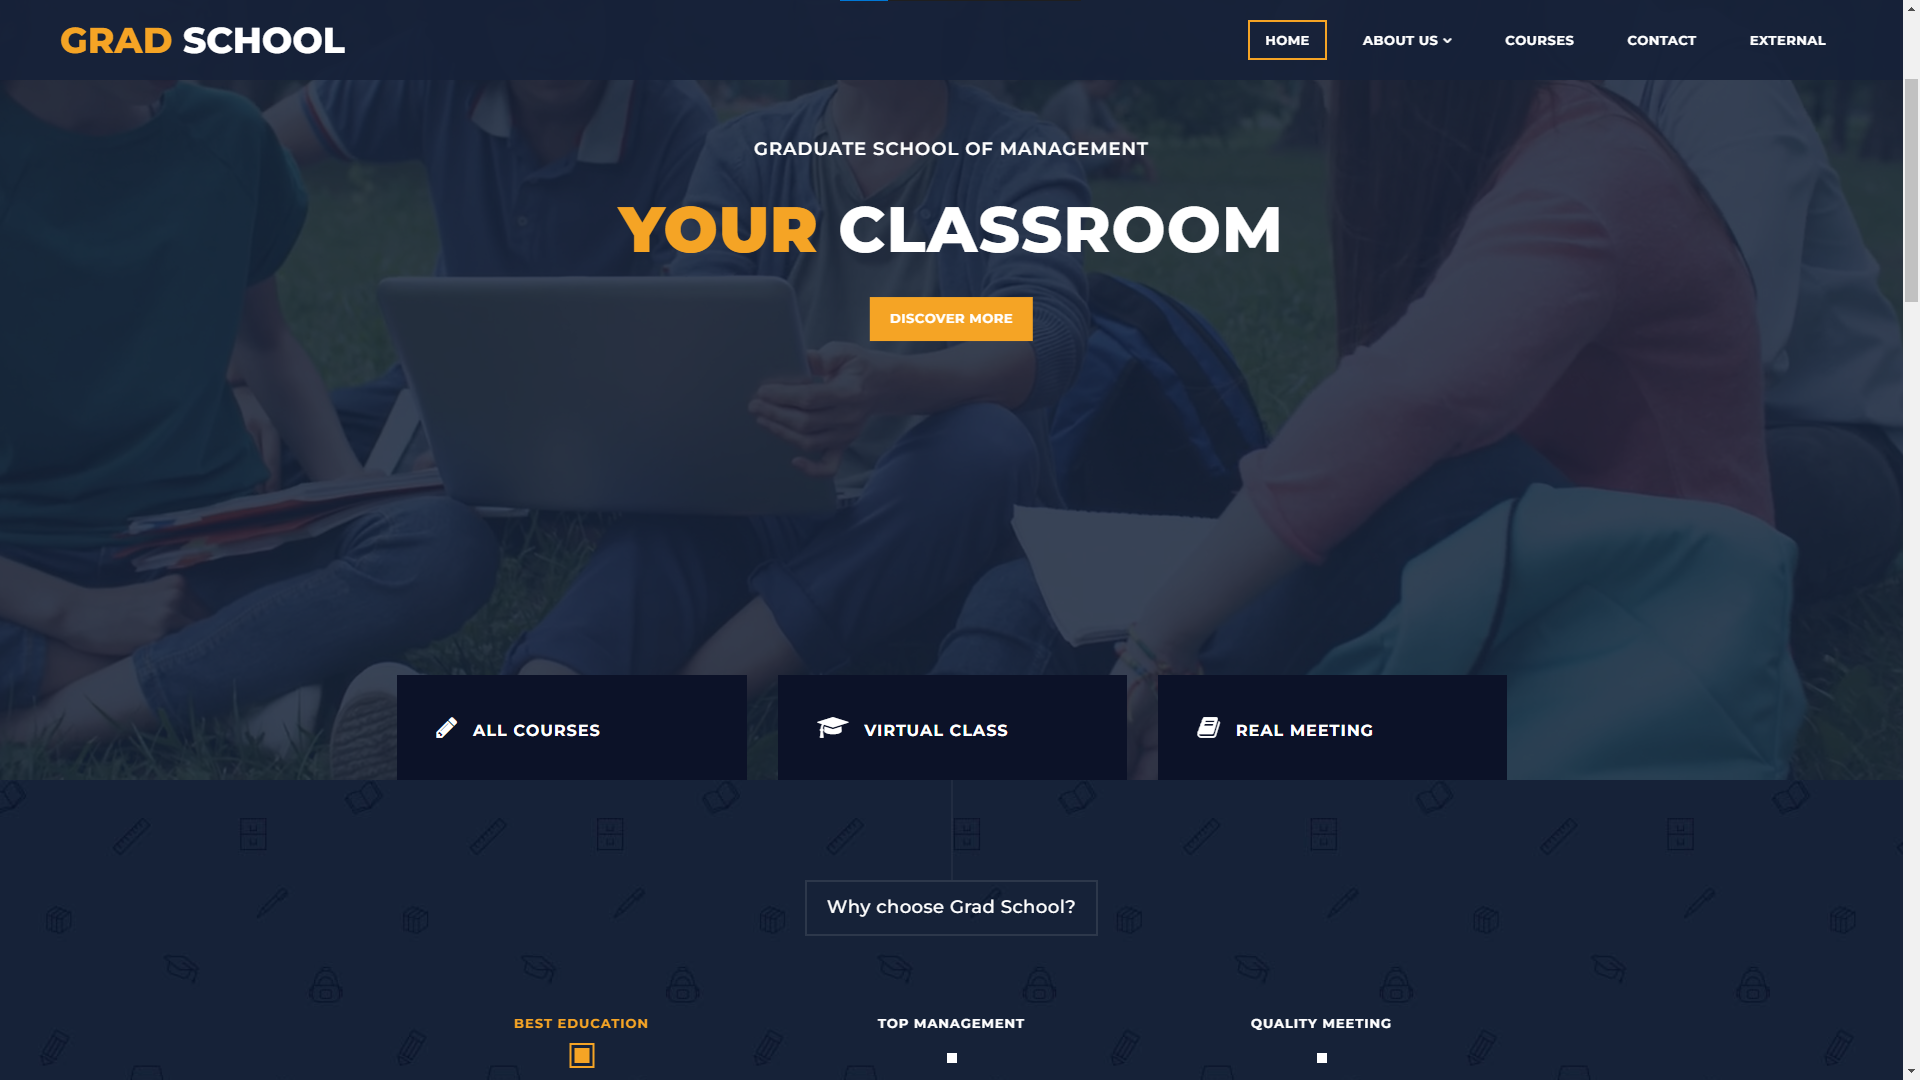 GRAD SCHOOL
HOME
ABOUT US
COURSES
CONTACT
EXTERNAL
GRADUATE SCHOOL OF MANAGEMENT
YOUR CLASSROOM
DISCOVER MORE
ALL COURSES
VIRTUAL CLASS
REAL MEETING
Why choose Grad School?
BEST EDUCATION
TOP MANAGEMENT
QUALITY MEETING